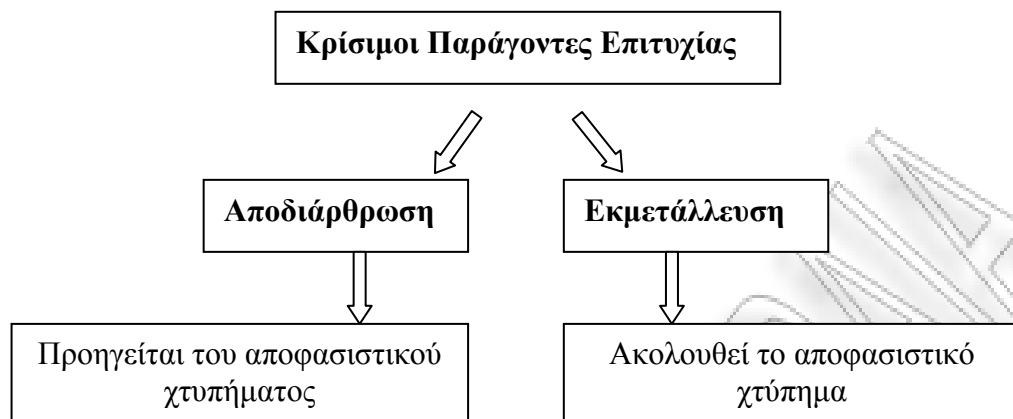 Κρίσιμοι Παράγοντες Επιτυχίας
Αποδιάρθρωση
Εκμετάλλευση
Προηγείται του αποφασιστικού
χτυπήματος
Ακολουθεί το αποφασιστικό
χτύπημα